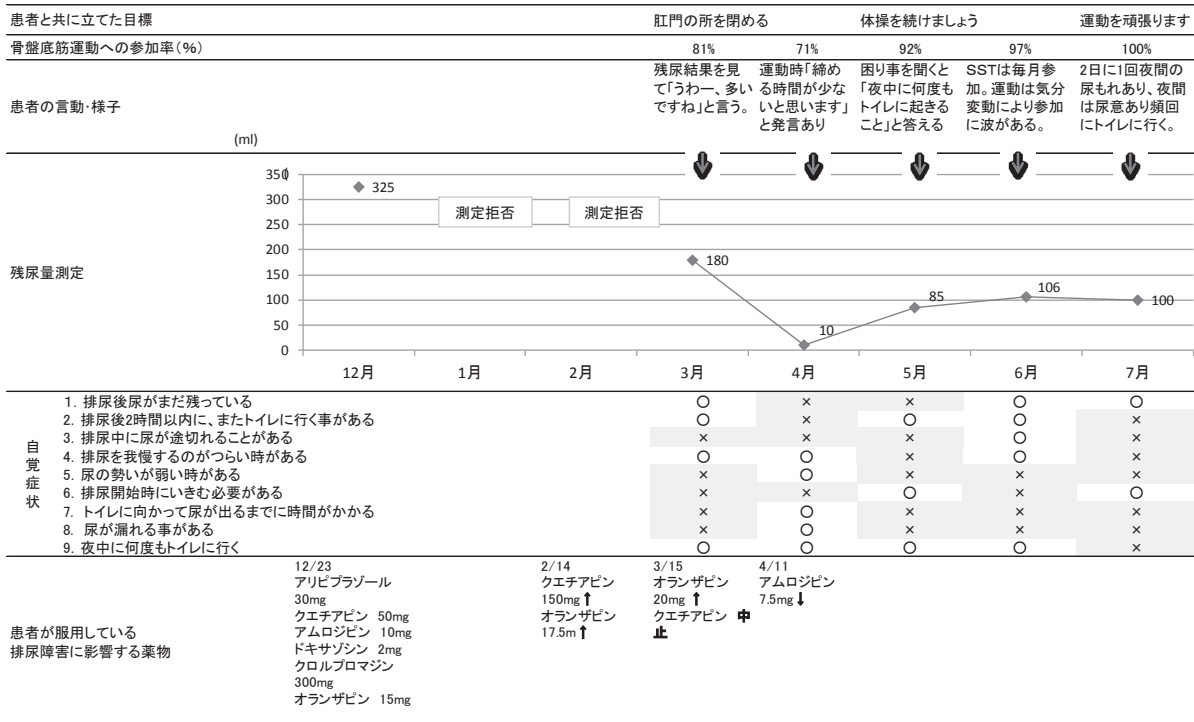 患者と共に立てた目標 肛門の所を閉める 体操を続けましょう 運動を頑張ります
骨盤底筋運動への参加率(%) 81% 71% 92% 97% 100%
患者の言動・様子
残尿結果を見て「うわー、多いですね」と言う。
運動時「締める時間が少ないと思います」と発言あり
困り事を聞くと「夜中に何度もトイレに起きること」と答える
SSTは毎月参加。運動は気分変動により参加に波がある。
2日に1回夜間の尿もれあり、夜間は尿意あり頻回にトイレに行く。
(ml)
残尿量測定
350
300
250
200
150
100
50
0
325
測定拒否 測定拒否
180
10
85
106
100
12月 1月 2月 3月 4月 5月 6月 7月
自覚症状
1. 排尿後尿がまだ残っている ○ × × ○ ○
2. 排尿後2時間以内に、またトイレに行く事がある ○ × ○ ○ ×
3. 排尿中に尿が途切れることがある × × × ○ ×
4. 排尿を我慢するのがつらい時がある ○ ○ × ○ ×
5. 尿の勢いが弱い時がある × ○ × × ×
6. 排尿開始時にいきむ必要がある × × ○ × ○
7. トイレに向かって尿が出るまでに時間がかかる × ○ × × ×
8. 尿が漏れる事がある × ○ × × ×
9. 夜中に何度もトイレに行く ○ ○ ○ ○ ×
患者が服用している
排尿障害に影響する薬物
12/23
アリピプラゾール
30mg
クエチアピン 50mg
アムロジピン 10mg
ドキサゾシン 2mg
クロルプロマジン
300mg
オランザピン 15mg
2/14
クエチアピン
150mg↑
オランザピン
17.5m↑
3/15
オランザピン
20mg↑
クエチアピン 中
止
4/11
アムロジピン
7.5mg↓